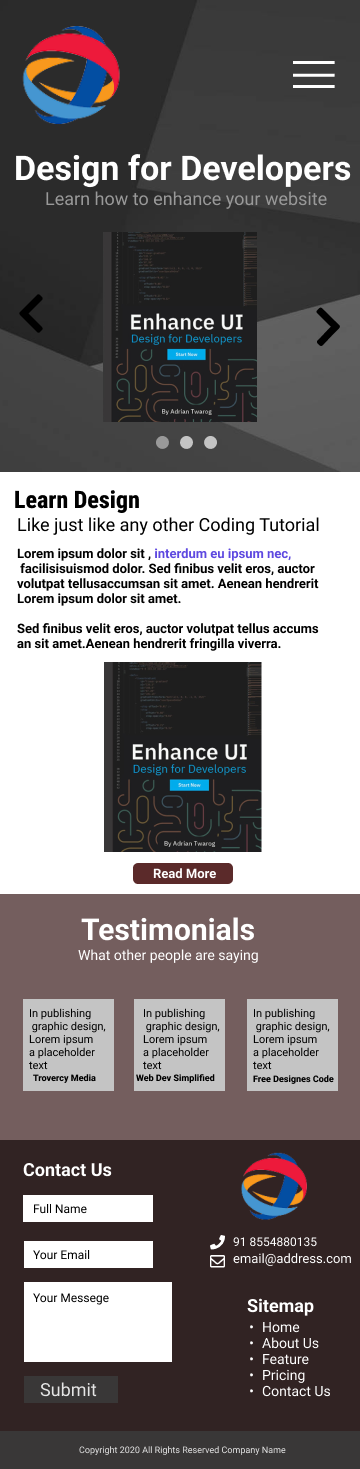 Design for Developers
Learn how to enhance your website
Enhance UI
Design for Developers
Start Now
By Adrian Twarog
Learn Design
Like just like any other Coding Tutorial
Lorem ipsum dolor sit , interdum eu ipsum nec,
facilisisuismod dolor. Sed finibus velit eros, auctor
volutpat tellusaccumsan sit amet. Aenean hendrerit
Lorem ipsum dolor sit amet.
Sed finibus velit eros, auctor volutpat tellus accums
an sit amet.Aenean hendrerit fringilla viverra.
Enhance UI
Design for Developers
Start Now
By Adrian Twarog
Read More
Testimonials
What other people are saying
In publishing
graphic design,
Lorem ipsum
a placeholder
text
Trovercy Media
In publishing
graphic design,
Lorem ipsum
a placeholder
text
Web Dev Simplified
In publishing
graphic design,
Lorem ipsum
a placeholder
text
Free Designes Code
Contact Us
Full Name
Your Email
Your Messege
Submit
91 8554880135
email@address.com
Sitemap
• Home
• About Us
• Feature
• Pricing
• Contact Us
Copyright 2020 All Rights Reserved Company Name